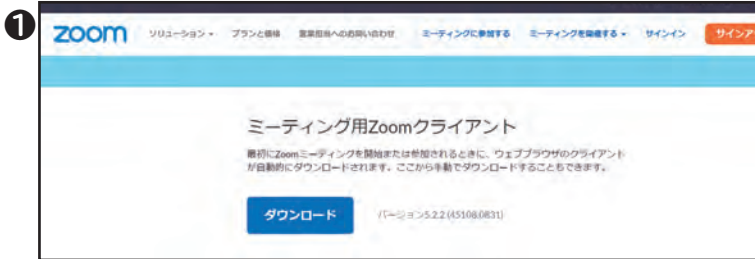 ❶
zoom ソリューション プランと価格 営業担当へのお問い合わせ ミーティングに参加する ミーティングを開催する サインイン サインア
ミーティング用Zoomクライアント
最初にZoomミーティングを開始または参加されるときに、ウェブブラウザのクライアント
が自動的にダウンロードされます。ここから手動でダウンロードすることもできます。
ダウンロード バージョン5.2.2 (45108.0831)